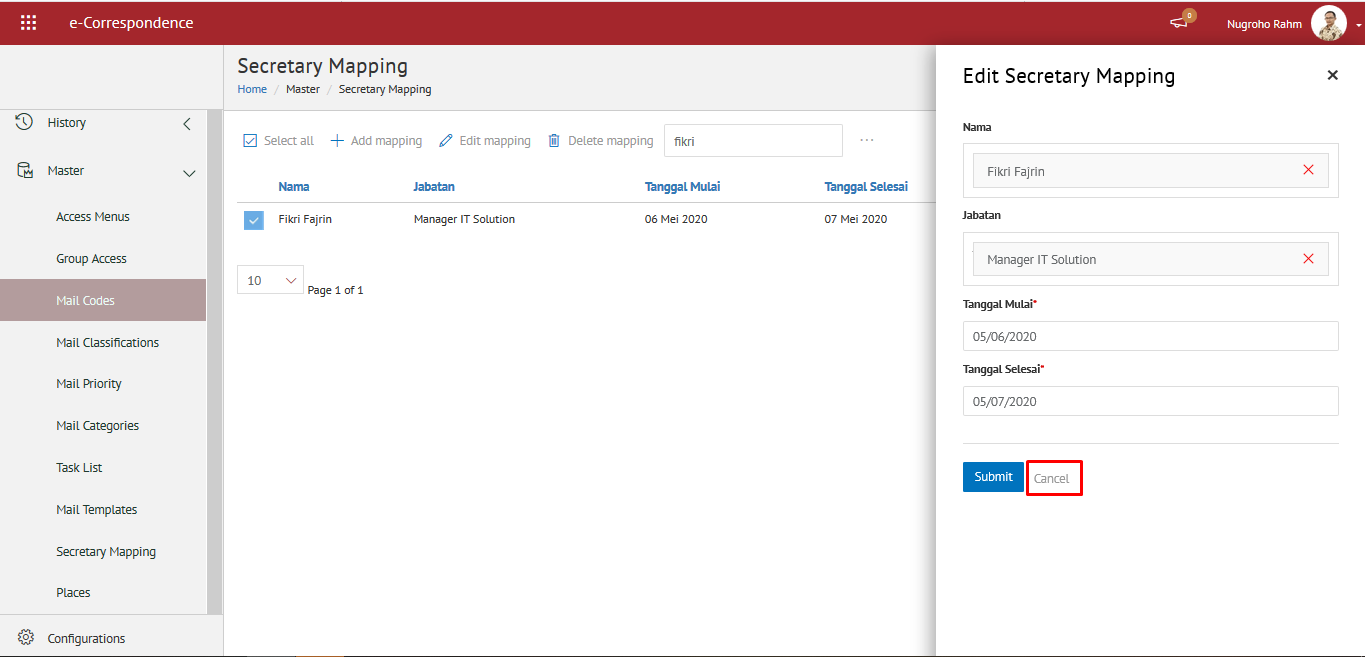 e-Correspondence
0
Nugroho Rahm
Secretary Mapping
Home / Master / Secretary Mapping
History
Master
Access Menus
Group Access
Mail Codes
Mail Classifications
Mail Priority
Mail Categories
Task List
Mail Templates
Secretary Mapping
Places
Configurations
Select all Add mapping Edit mapping Delete mapping fikri ...
Nama Jabatan Tanggal Mulai Tanggal Selesai
Fikri Fajrin Manager IT Solution 06 Mei 2020 07 Mei 2020
10 Page 1 of 1
Edit Secretary Mapping
Nama
Fikri Fajrin
Jabatan
Manager IT Solution
Tanggal Mulai*
05/06/2020
Tanggal Selesai*
05/07/2020
Submit Cancel